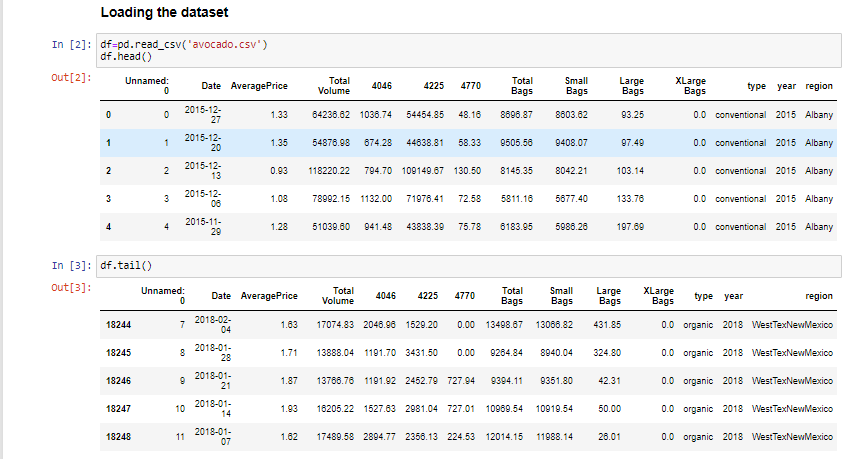 Loading the dataset
In [2]: df=pd.read_csv('avocado.csv')
df.head()
Out[2]:
Unnamed: 0 Date AveragePrice Total Volume 4046 4225 4770 Total Bags Small Bags Large Bags XLarge Bags type year region
0 0 2015-12-27 1.33 64236.62 1036.74 54454.85 48.16 8696.87 8603.62 93.25 0.0 conventional 2015 Albany
1 1 2015-12-20 1.35 54876.98 674.28 44638.81 58.33 9505.56 9408.07 97.49 0.0 conventional 2015 Albany
2 2 2015-12-13 0.93 118220.22 794.70 109149.67 130.50 8145.35 8042.21 103.14 0.0 conventional 2015 Albany
3 3 2015-12-06 1.08 78992.15 1132.00 71976.41 72.58 5811.16 5677.40 133.76 0.0 conventional 2015 Albany
4 4 2015-11-29 1.28 51039.60 941.48 43838.39 75.78 6183.95 5986.26 197.69 0.0 conventional 2015 Albany
In [3]: df.tail()
Out[3]:
Unnamed: 0 Date AveragePrice Total Volume 4046 4225 4770 Total Bags Small Bags Large Bags XLarge Bags type year region
18244 7 2018-02-04 1.63 17074.83 2046.96 1529.20 0.00 13498.67 13066.82 431.85 0.0 organic 2018 WestTexNewMexico
18245 8 2018-01-28 1.71 13888.04 1191.70 3431.50 0.00 9264.84 8940.04 324.80 0.0 organic 2018 WestTexNewMexico
18246 9 2018-01-21 1.87 13766.76 1191.92 2452.79 727.94 9394.11 9351.80 42.31 0.0 organic 2018 WestTexNewMexico
18247 10 2018-01-14 1.93 16205.22 1527.63 2981.04 727.01 10969.54 10919.54 50.00 0.0 organic 2018 WestTexNewMexico
18248 11 2018-01-07 1.62 17489.58 2894.77 2356.13 224.53 12014.15 11988.14 26.01 0.0 organic 2018 WestTexNewMexico